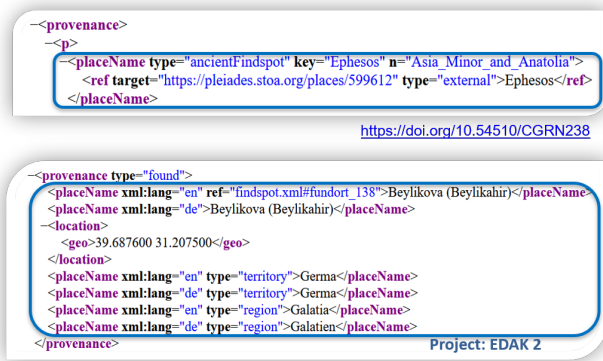 –<provenance>
–<p>
–<placeName type="ancientFindspot" key="Ephesos" n="Asia_Minor_and_Anatolia">
<ref target="https://pleiades.stoa.org/places/599612" type="external">Ephesos</ref>
</placeName>
https://doi.org/10.54510/CGRN238
–<provenance type="found">
<placeName xml:lang="en" ref="findspot.xml#fundort_138">Beylikova (Beylikahir)</placeName>
<placeName xml:lang="de">Beylikova (Beylikahir)</placeName>
–<location>
<geo>39.687600 31.207500</geo>
</location>
<placeName xml:lang="en" type="territory">Germa</placeName>
<placeName xml:lang="de" type="territory">Germa</placeName>
<placeName xml:lang="en" type="region">Galatia</placeName>
<placeName xml:lang="de" type="region">Galatien</placeName>
</provenance>
Project: EDAK 2